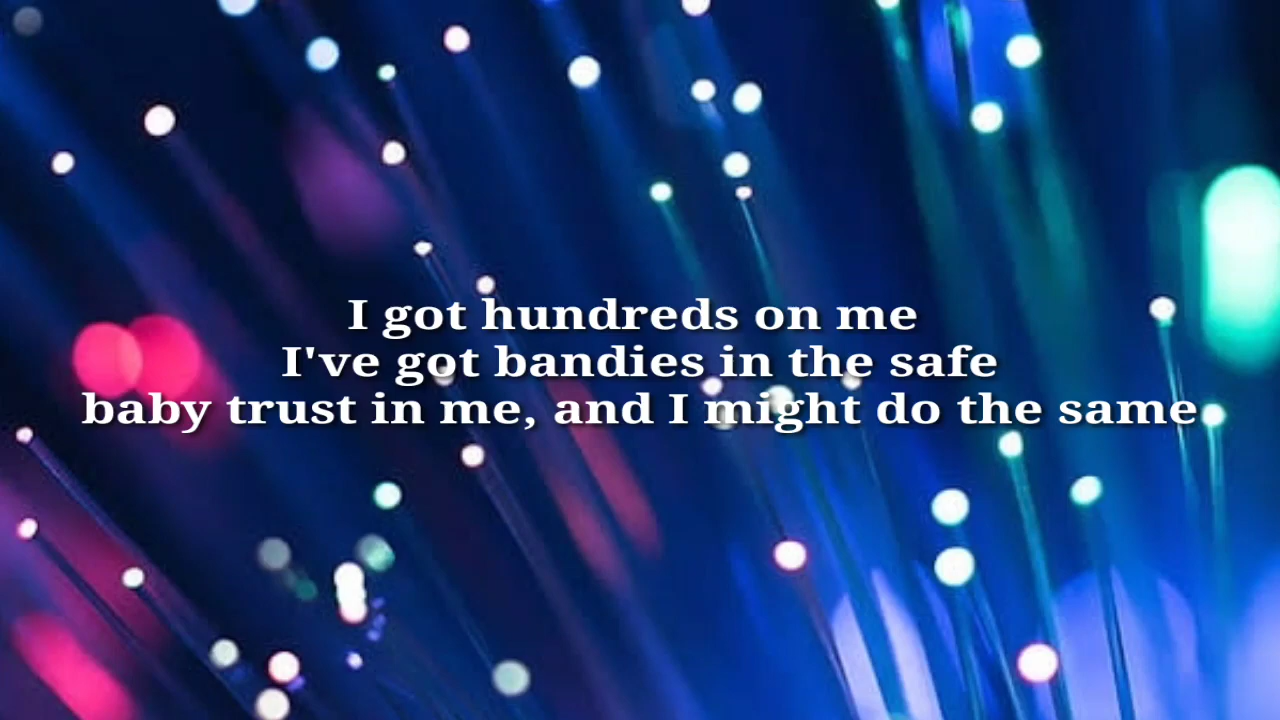 I got hundreds on me
I've got bandies in the safe
baby trust in me, and I might do the same